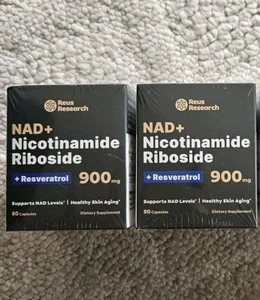 Reus
Research
NAD+
Nicotinamide
Riboside
+ Resveratrol 900mg
Supports NAD Levels* | Healthy Skin Aging*
80 Capsules Dietary Supplement
Reus
Research
NAD+
Nicotinamide
Riboside
+ Resveratrol 900mg
Supports NAD Levels* | Healthy Skin Aging*
80 Capsules Dietary Supplement